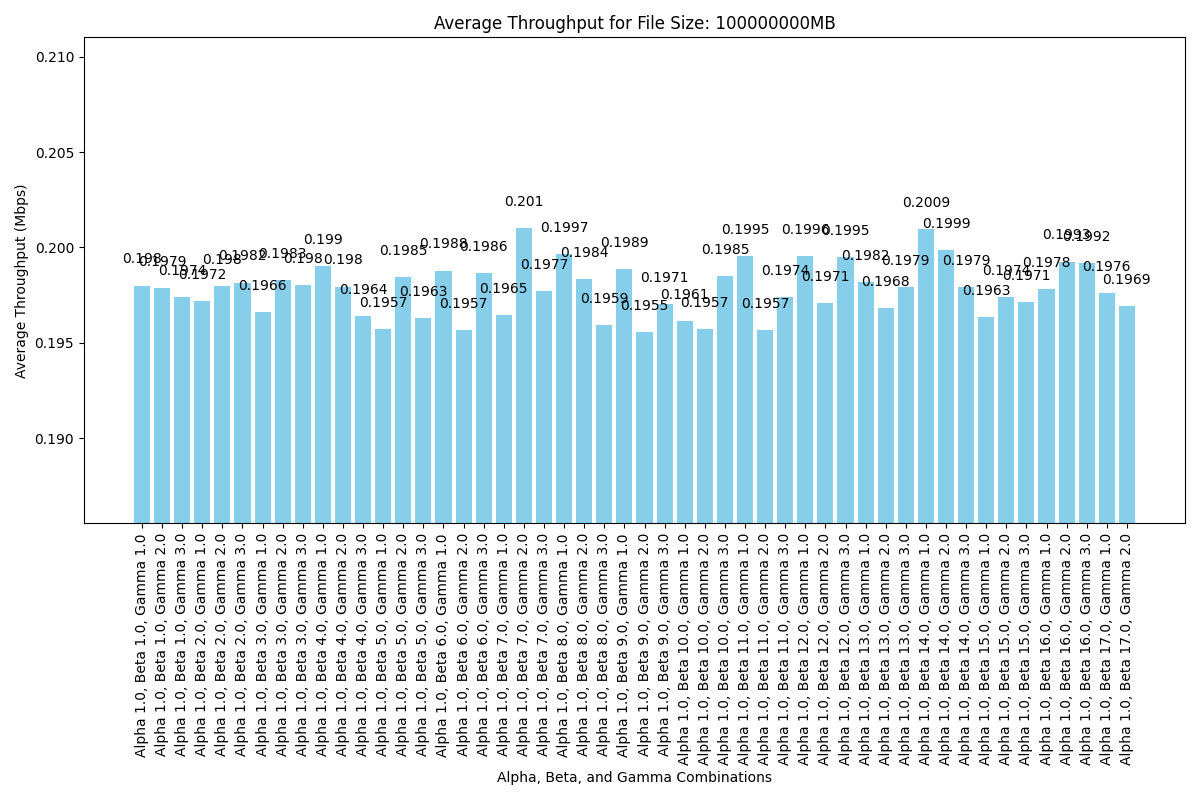 Average Throughput for File Size: 100000000MB
Average Throughput (Mbps)
0.210
0.205
0.200
0.195
0.190
0.198
0.1979
0.1974
0.1972
0.198
0.1982
0.1966
0.1983
0.198
0.199
0.198
0.1964
0.1957
0.1985
0.1963
0.1988
0.1957
0.1986
0.1965
0.201
0.1977
0.1997
0.1984
0.1959
0.1989
0.1955
0.1971
0.1961
0.1957
0.1985
0.1995
0.1957
0.1974
0.1996
0.1971
0.1995
0.1982
0.1968
0.1979
0.2009
0.1999
0.1979
0.1963
0.1974
0.1971
0.1978
0.1993
0.1992
0.1976
0.1969
Alpha 1.0, Beta 1.0, Gamma 1.0
Alpha 1.0, Beta 1.0, Gamma 2.0
Alpha 1.0, Beta 1.0, Gamma 3.0
Alpha 1.0, Beta 2.0, Gamma 1.0
Alpha 1.0, Beta 2.0, Gamma 2.0
Alpha 1.0, Beta 2.0, Gamma 3.0
Alpha 1.0, Beta 3.0, Gamma 1.0
Alpha 1.0, Beta 3.0, Gamma 2.0
Alpha 1.0, Beta 3.0, Gamma 3.0
Alpha 1.0, Beta 4.0, Gamma 1.0
Alpha 1.0, Beta 4.0, Gamma 2.0
Alpha 1.0, Beta 4.0, Gamma 3.0
Alpha 1.0, Beta 5.0, Gamma 1.0
Alpha 1.0, Beta 5.0, Gamma 2.0
Alpha 1.0, Beta 5.0, Gamma 3.0
Alpha 1.0, Beta 6.0, Gamma 1.0
Alpha 1.0, Beta 6.0, Gamma 2.0
Alpha 1.0, Beta 6.0, Gamma 3.0
Alpha 1.0, Beta 7.0, Gamma 1.0
Alpha 1.0, Beta 7.0, Gamma 2.0
Alpha 1.0, Beta 7.0, Gamma 3.0
Alpha 1.0, Beta 8.0, Gamma 1.0
Alpha 1.0, Beta 8.0, Gamma 2.0
Alpha 1.0, Beta 8.0, Gamma 3.0
Alpha 1.0, Beta 9.0, Gamma 1.0
Alpha 1.0, Beta 9.0, Gamma 2.0
Alpha 1.0, Beta 9.0, Gamma 3.0
Alpha 1.0, Beta 10.0, Gamma 1.0
Alpha 1.0, Beta 10.0, Gamma 2.0
Alpha 1.0, Beta 10.0, Gamma 3.0
Alpha 1.0, Beta 11.0, Gamma 1.0
Alpha 1.0, Beta 11.0, Gamma 2.0
Alpha 1.0, Beta 11.0, Gamma 3.0
Alpha 1.0, Beta 12.0, Gamma 1.0
Alpha 1.0, Beta 12.0, Gamma 2.0
Alpha 1.0, Beta 12.0, Gamma 3.0
Alpha 1.0, Beta 13.0, Gamma 1.0
Alpha 1.0, Beta 13.0, Gamma 2.0
Alpha 1.0, Beta 13.0, Gamma 3.0
Alpha 1.0, Beta 14.0, Gamma 1.0
Alpha 1.0, Beta 14.0, Gamma 2.0
Alpha 1.0, Beta 14.0, Gamma 3.0
Alpha 1.0, Beta 15.0, Gamma 1.0
Alpha 1.0, Beta 15.0, Gamma 2.0
Alpha 1.0, Beta 15.0, Gamma 3.0
Alpha 1.0, Beta 16.0, Gamma 1.0
Alpha 1.0, Beta 16.0, Gamma 2.0
Alpha 1.0, Beta 16.0, Gamma 3.0
Alpha 1.0, Beta 17.0, Gamma 1.0
Alpha 1.0, Beta 17.0, Gamma 2.0
Alpha, Beta, and Gamma Combinations